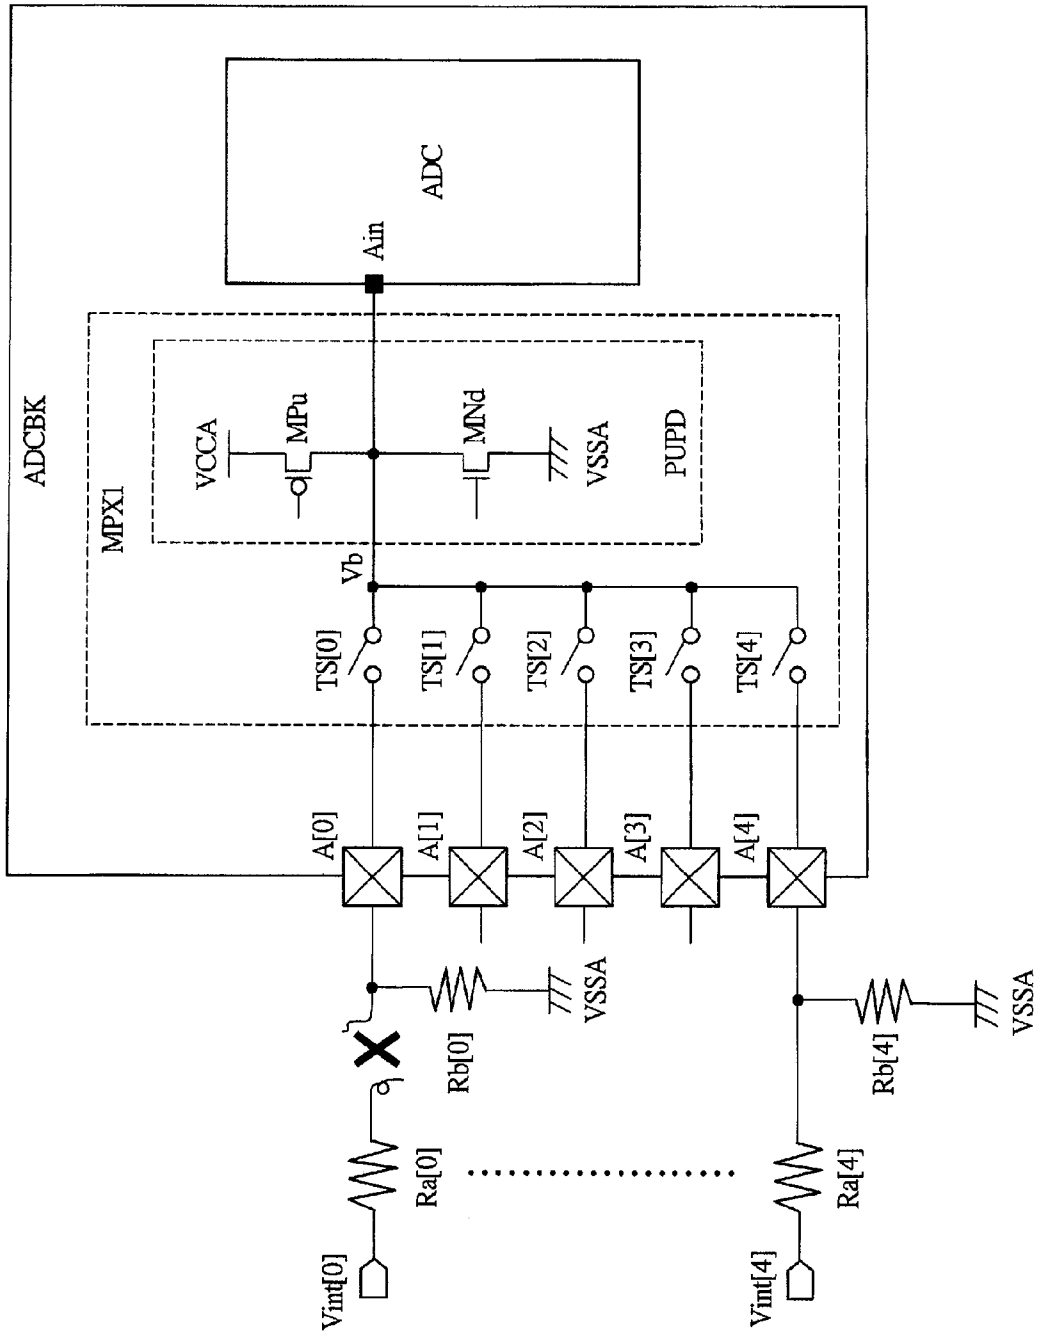 ADCBK
MPX1
ADC
Ain
VCCA
MPu
MNd
VSSA
PUPD
Vb
TS[0]
TS[1]
TS[2]
TS[3]
TS[4]
A[0]
A[1]
A[2]
A[3]
A[4]
Rb[0]
VSSA
Rb[4]
VSSA
Ra[0]
Ra[4]
Vint[0]
Vint[4]